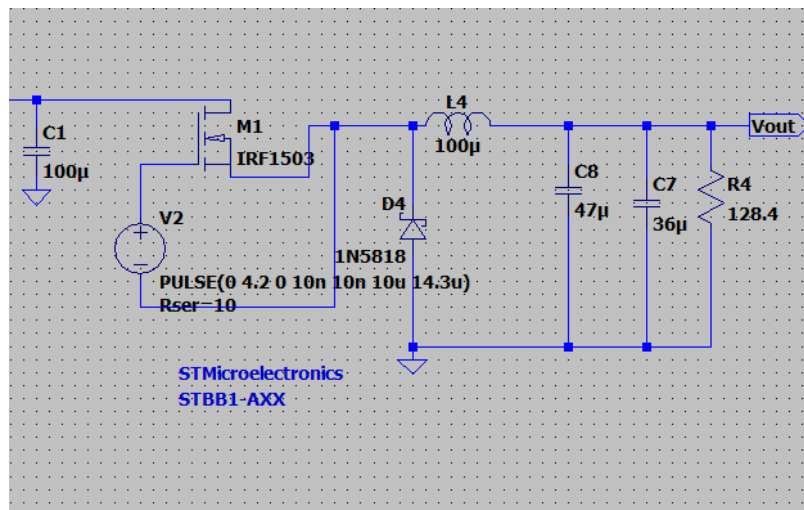 L4
M1
C1
Vout
IRF1503
100µ
100µ
C8
C7
R4
D4
47µ
36µ
128.4
V2
1N5818
PULSE(0 4.2 0 10n 10n 10u 14.3u)
Rser=10
STMicroelectronics
STBB1-AXX